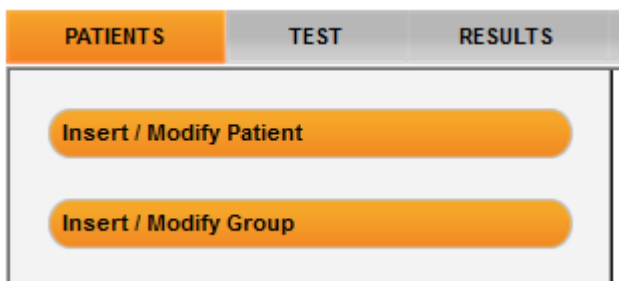 PATIENTS TEST RESULTS
Insert / Modify Patient
Insert / Modify Group